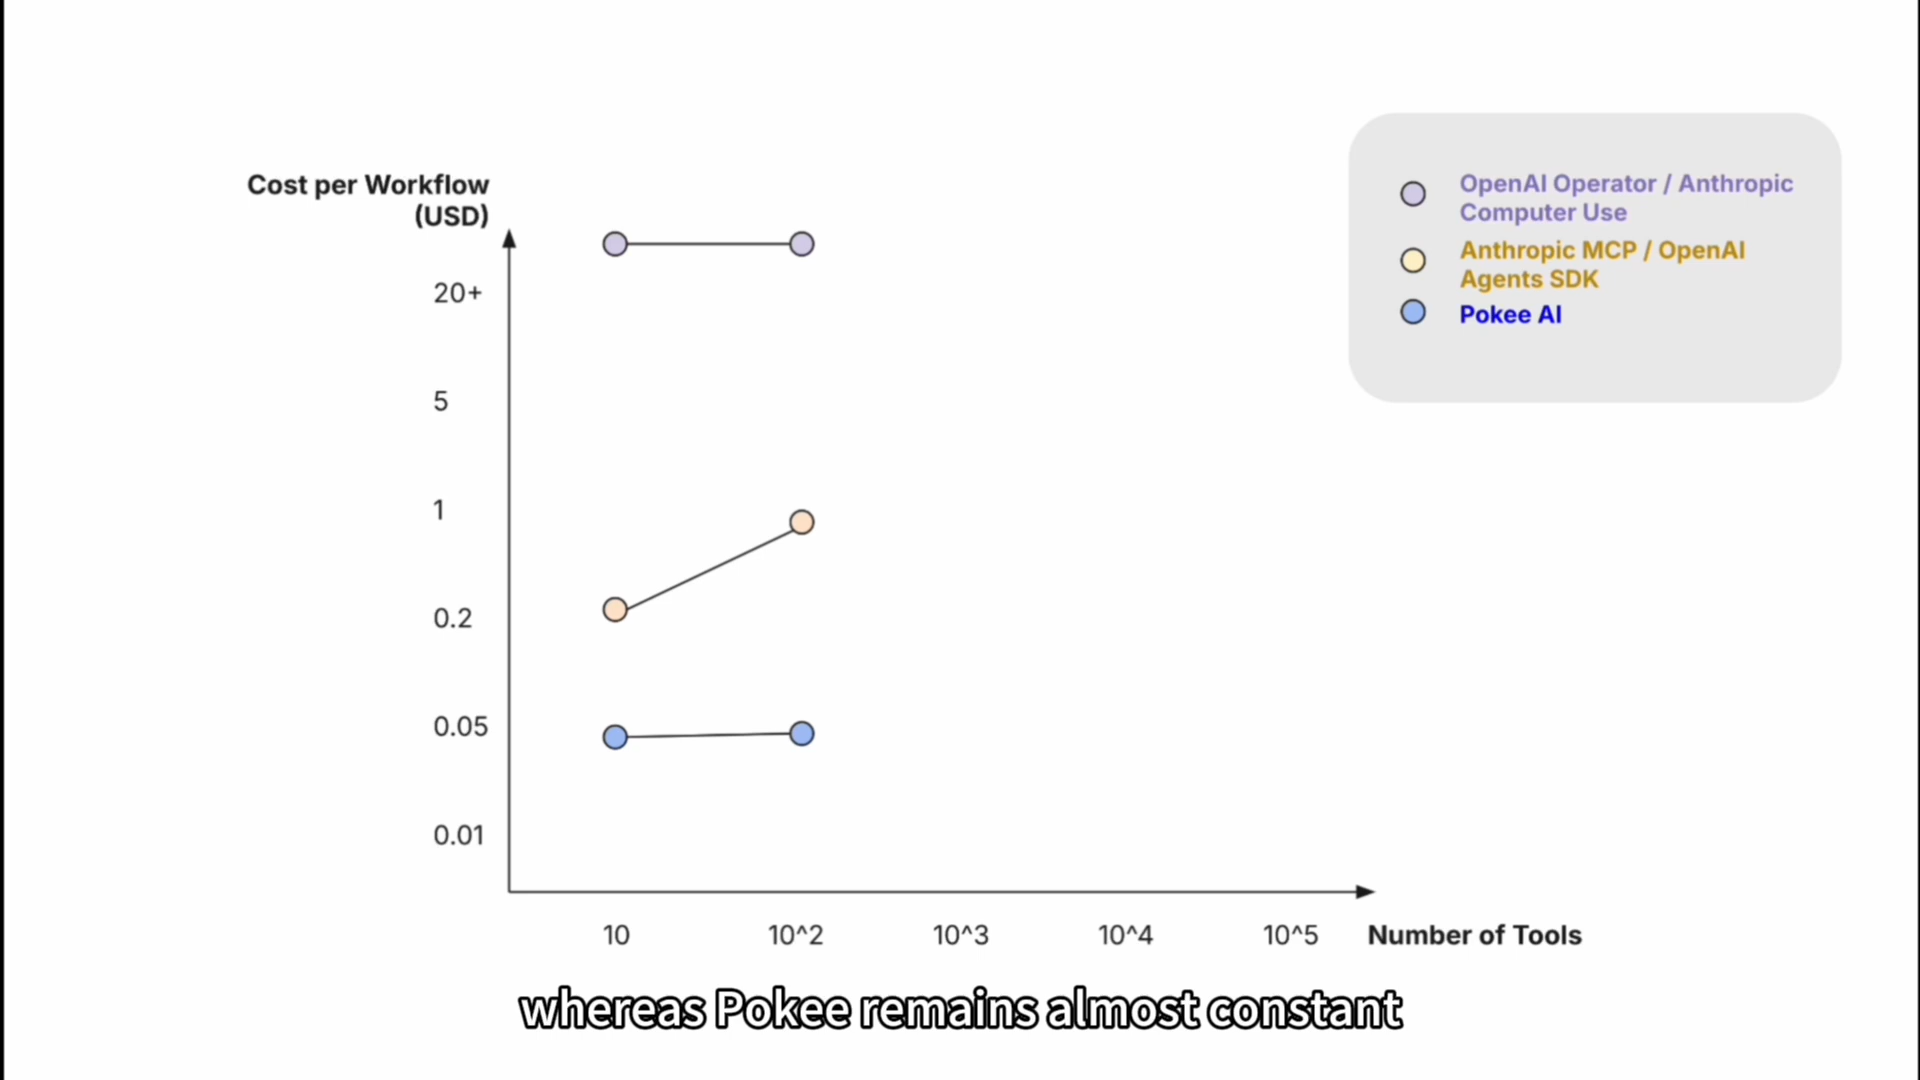 Cost per Workflow
(USD)
20+
5
1
0.2
0.05
0.01
10
10^2
10^3
10^4
10^5
Number of Tools
OpenAI Operator / Anthropic
Computer Use
Anthropic MCP / OpenAI
Agents SDK
Pokee AI
whereas Pokee remains almost constant